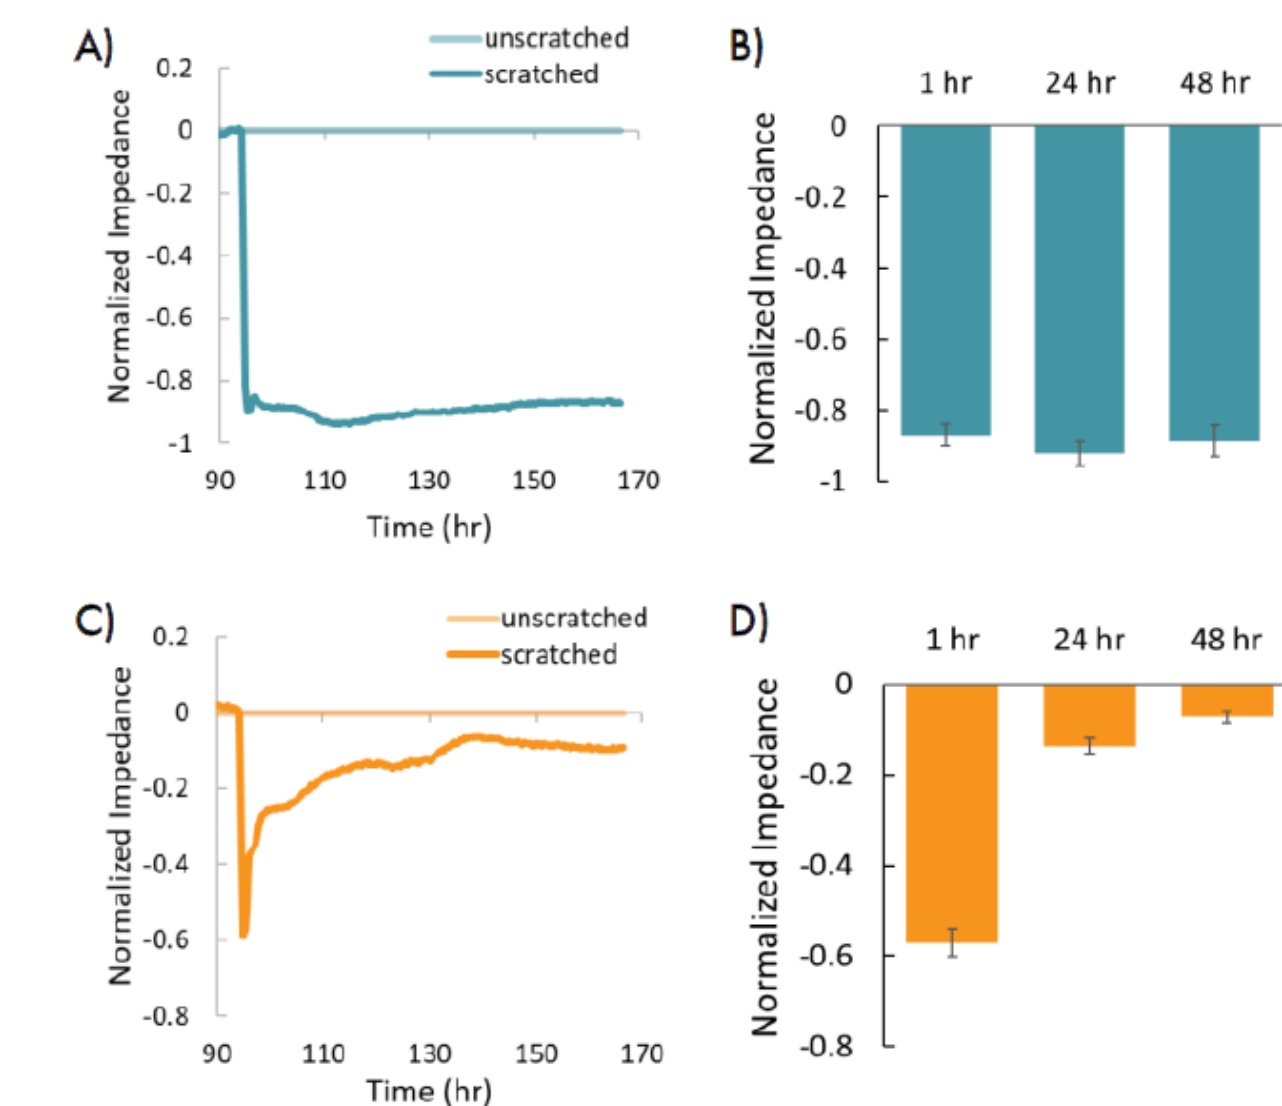 A)
unscratched
scratched
0.2
0
-0.2
-0.4
-0.6
-0.8
-1
90 110 130 150 170
Normalized Impedance
Time (hr)
B)
1 hr 24 hr 48 hr
0
-0.2
-0.4
-0.6
-0.8
-1
Normalized Impedance
C)
unscratched
scratched
0.2
0
-0.2
-0.4
-0.6
-0.8
90 110 130 150 170
Normalized Impedance
Time (hr)
D)
1 hr 24 hr 48 hr
0
-0.2
-0.4
-0.6
-0.8
Normalized Impedance